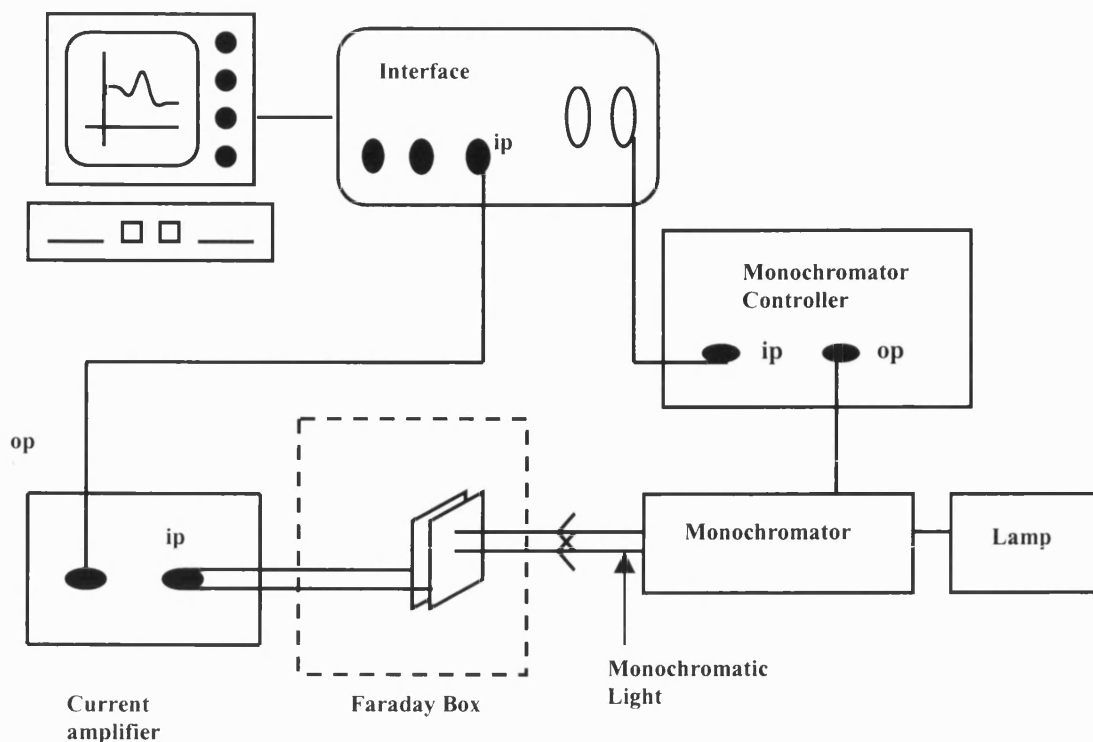 Interface
ip
Monochromator
Controller
ip
op
op
ip
Monochromator
Lamp
Monochromatic
Light
Faraday Box
Current
amplifier